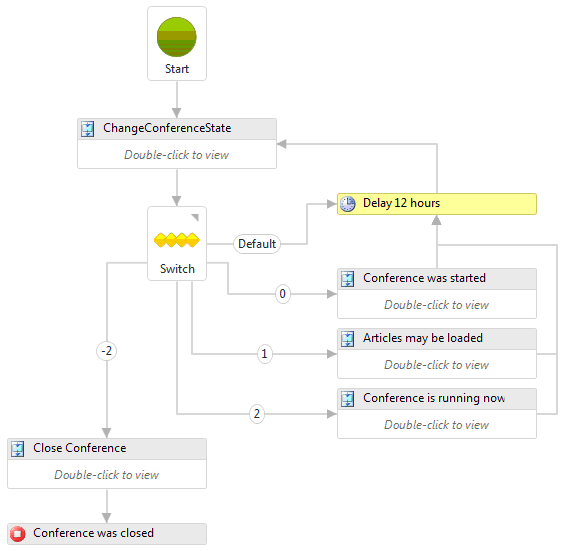 Start
ChangeConferenceState
Double-click to view
Delay 12 hours
Default
Switch
Conference was started
0
Double-click to view
Articles may be loaded
-2
1
Double-click to view
Conference is running now
2
Double-click to view
Close Conference
Double-click to view
Conference was closed